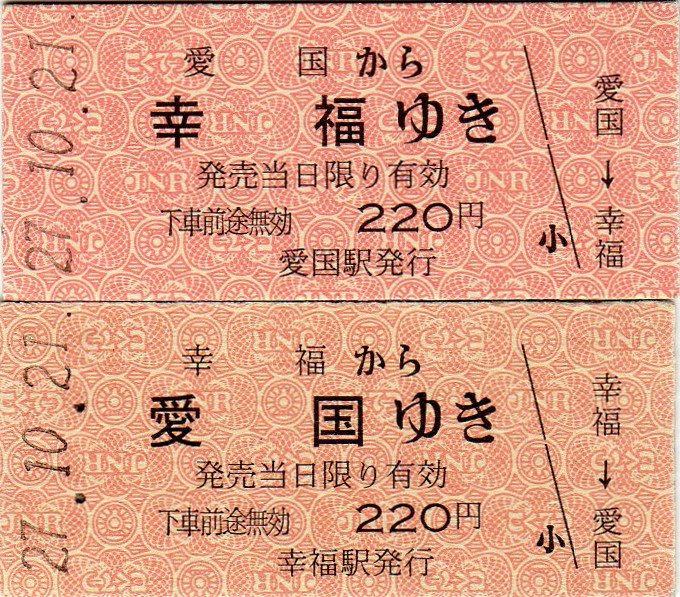 27.10.21.
愛 国 から
幸 福 ゆき
発売当日限り有効
下車前途無効 220円
愛国駅発行
小
愛国→幸福
27.10.21.
幸 福 から
愛 国 ゆき
発売当日限り有効
下車前途無効 220円
幸福駅発行
小
幸福→愛国